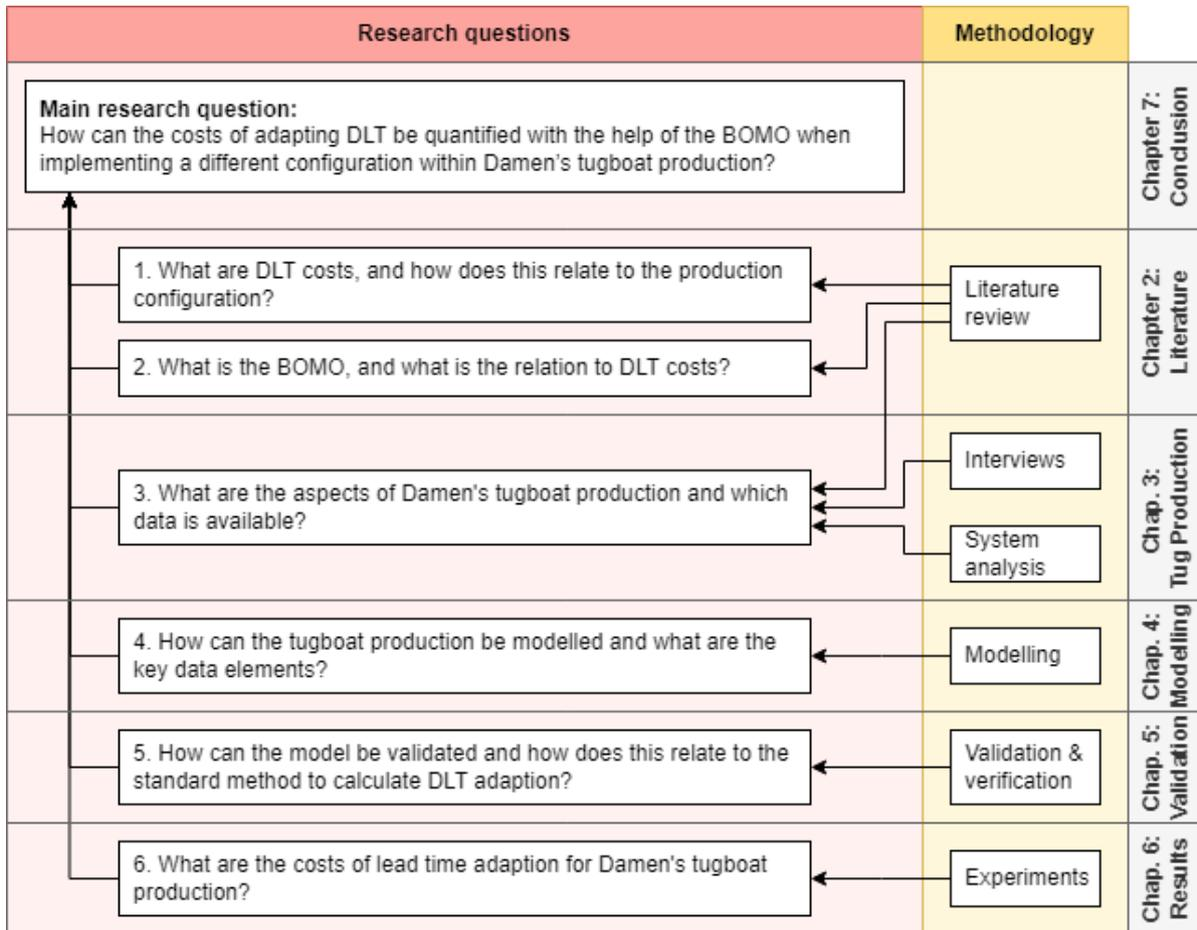 Research questions
Methodology
Main research question:
How can the costs of adapting DLT be quantified with the help of the BOMO when
implementing a different configuration within Damen's tugboat production?
Chapter 7:
Conclusion
1. What are DLT costs, and how does this relate to the production
configuration?
Literature
review
2. What is the BOMO, and what is the relation to DLT costs?
Chapter 2:
Literature
3. What are the aspects of Damen's tugboat production and which
data is available?
Interviews
System
analysis
Chap. 3:
Tug Production
4. How can the tugboat production be modelled and what are the
key data elements?
Modelling
Chap. 4:
Modelling
5. How can the model be validated and how does this relate to the
standard method to calculate DLT adaption?
Validation &
verification
Chap. 5:
Validation
6. What are the costs of lead time adaption for Damen's tugboat
production?
Experiments
Chap. 6:
Results